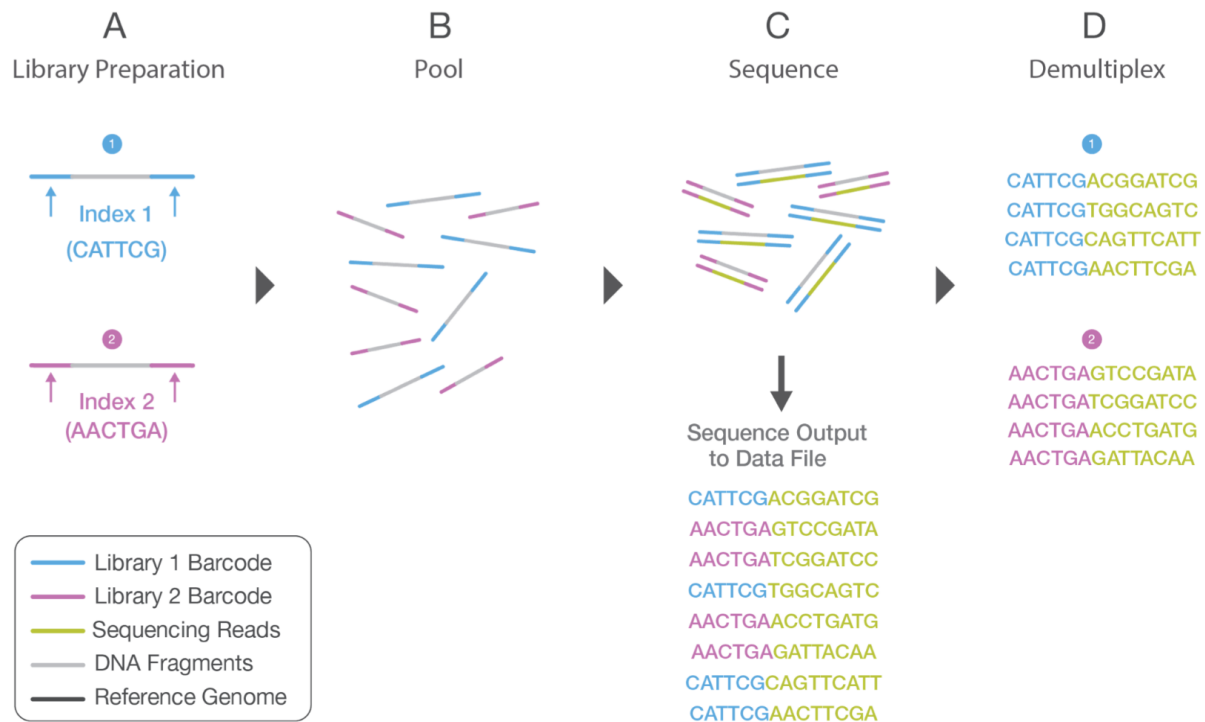 A
Library Preparation
1
Index 1
(CATTCG)
2
Index 2
(AACTGA)
B
Pool
C
Sequence
Sequence Output
to Data File
CATTCGACGGATCG
AACTGAGTCCGATA
AACTGATCGGATCC
CATTCGTGGCAGTC
AACTGAACCTGATG
AACTGAGATTACAA
CATTCGCAGTTCATT
CATTCGAACTTCGA
D
Demultiplex
1
CATTCGACGGATCG
CATTCGTGGCAGTC
CATTCGCAGTTCATT
CATTCGAACTTCGA
2
AACTGAGTCCGATA
AACTGATCGGATCC
AACTGAACCTGATG
AACTGAGATTACAA
Library 1 Barcode
Library 2 Barcode
Sequencing Reads
DNA Fragments
Reference Genome